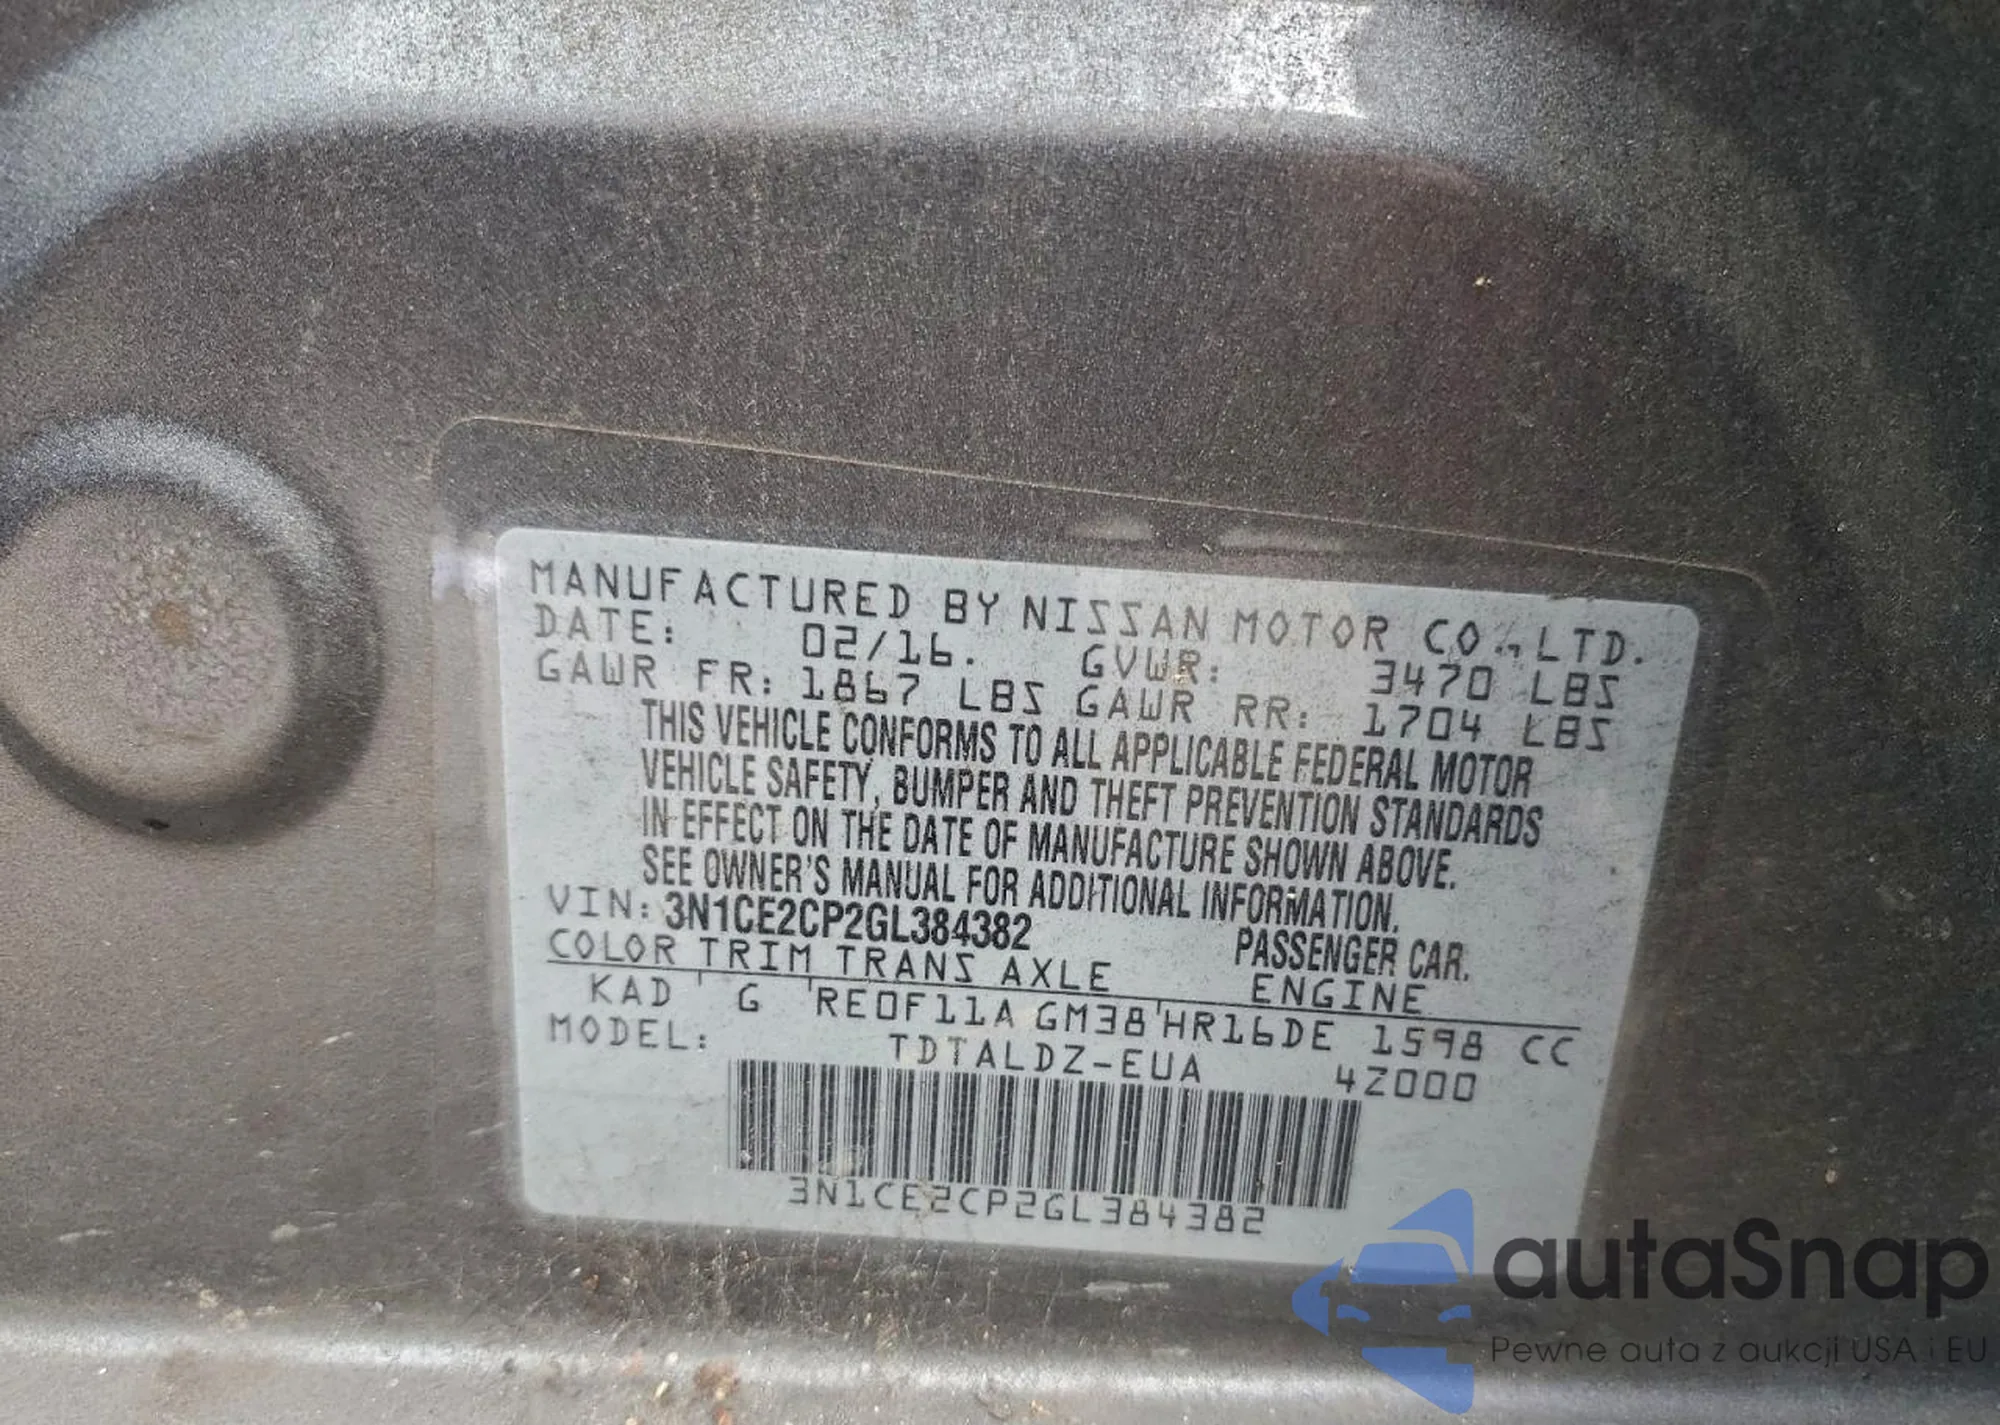 MANUFACTURED BY NISSAN MOTOR CO., LTD.
DATE: 02/16. GVWR: 3470 LBS
GAWR FR: 1867 LBS GAWR RR: 1704 LBS
THIS VEHICLE CONFORMS TO ALL APPLICABLE FEDERAL MOTOR
VEHICLE SAFETY, BUMPER AND THEFT PREVENTION STANDARDS
IN EFFECT ON THE DATE OF MANUFACTURE SHOWN ABOVE.
SEE OWNER'S MANUAL FOR ADDITIONAL INFORMATION.
VIN: 3N1CE2CP2GL384382 PASSENGER CAR.
COLOR TRIM TRANS AXLE ENGINE
KAD G RE0F11A GM38 HR16DE 1598 CC
MODEL: TDTALDZ-EUA 4Z000
3N1CE2CP2GL384382
autaSnap
Pewne auta z aukcji USA i EU